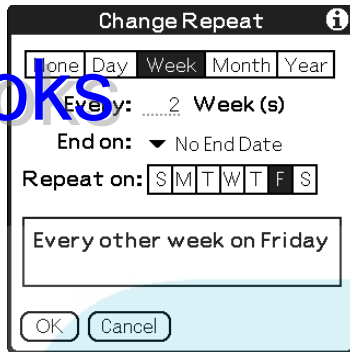 Change Repeat
None Day Week Month Year
Every: 2 Week(s)
End on: No End Date
Repeat on: S M T W T F S
Every other week on Friday
OK Cancel
oks